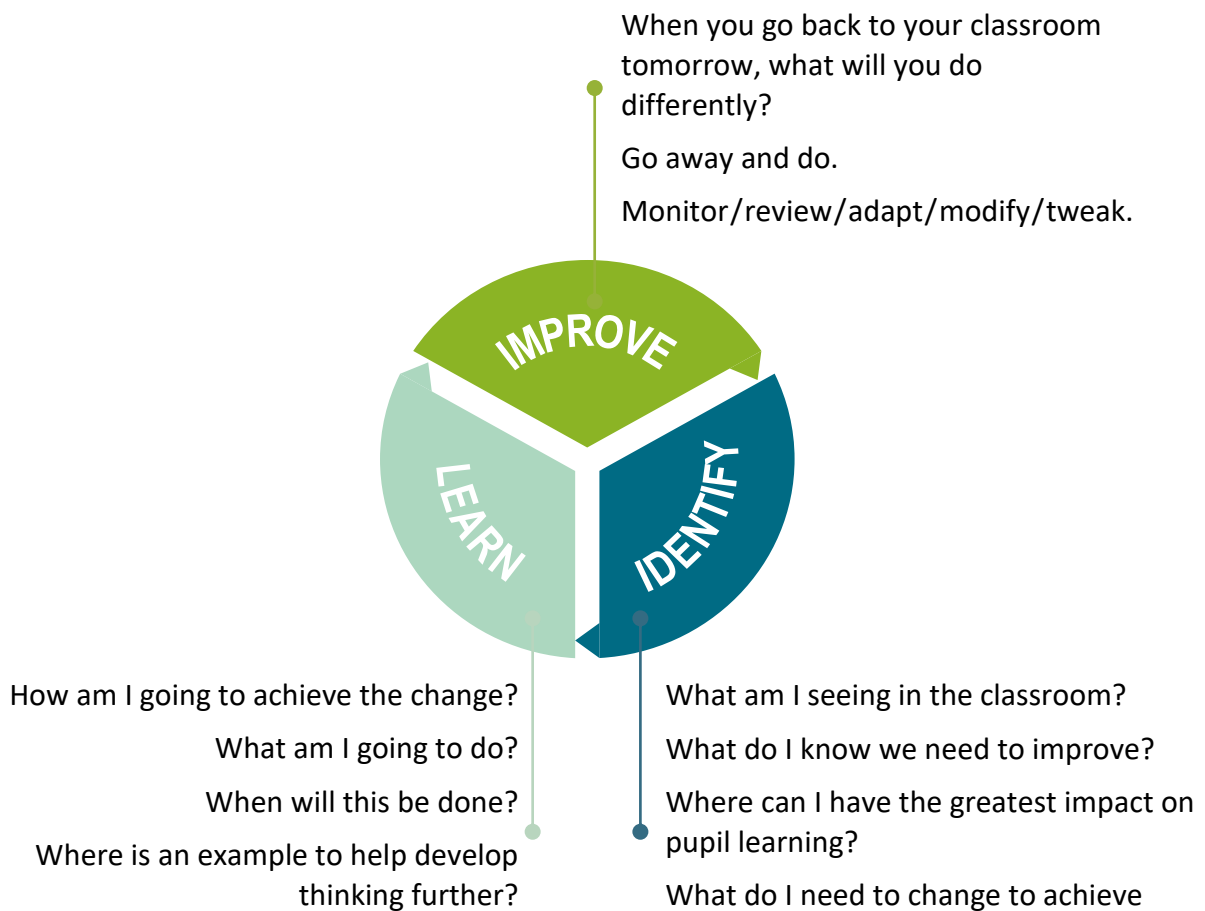 When you go back to your classroom
tomorrow, what will you do
differently?
Go away and do.
Monitor/review/adapt/modify/tweak.
IMPROVE
LEARN
IDENTIFY
How am I going to achieve the change?
What am I going to do?
When will this be done?
Where is an example to help develop
thinking further?
What am I seeing in the classroom?
What do I know we need to improve?
Where can I have the greatest impact on
pupil learning?
What do I need to change to achieve